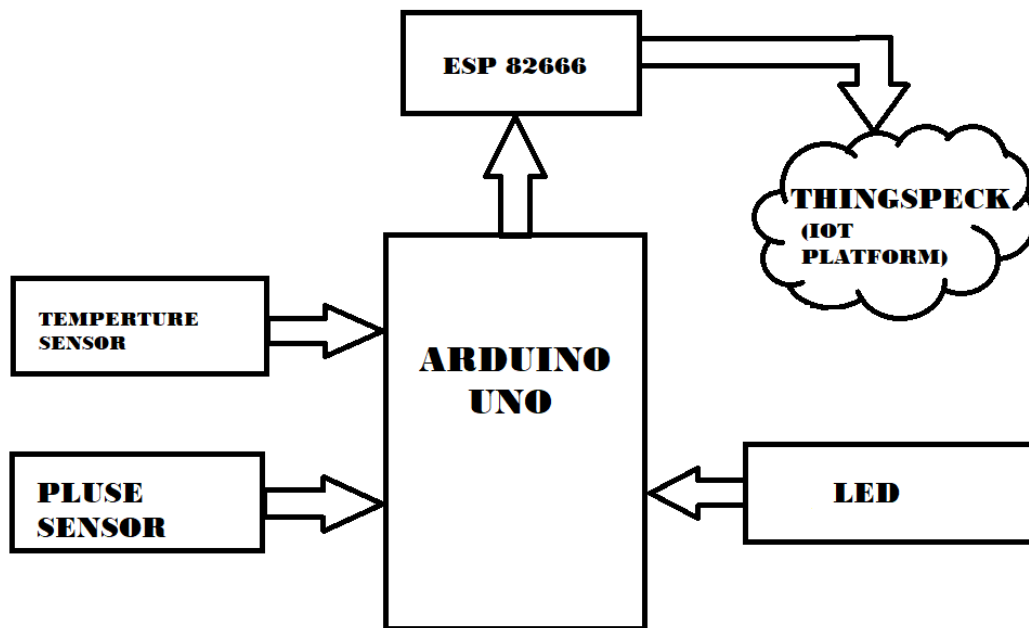 ESP 82666
THINGSPECK
(IOT
PLATFORM)
TEMPERTURE
SENSOR
ARDUINO
UNO
PLUSE
SENSOR
LED